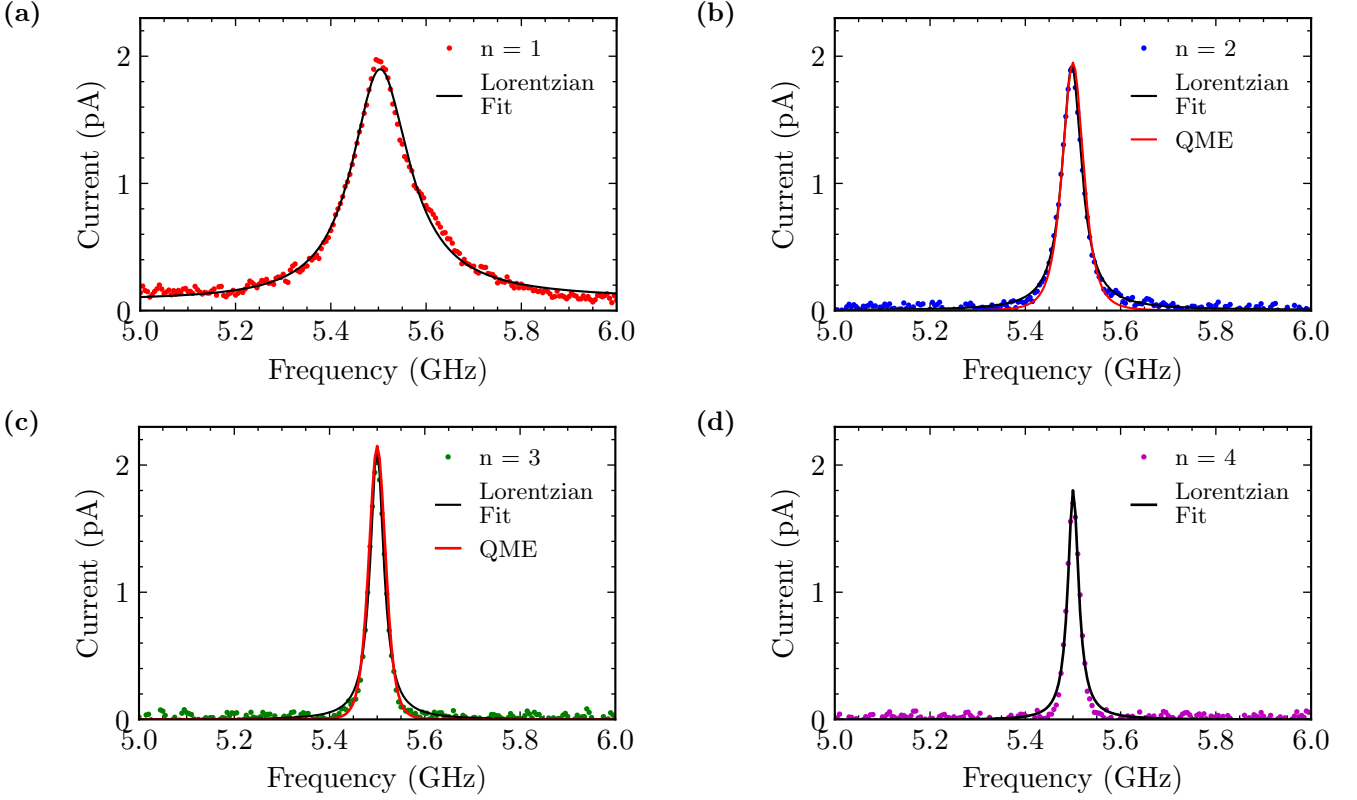 (a)
n = 1
Lorentzian
Fit
Current (pA)
2
1
0
5.0 5.2 5.4 5.6 5.8 6.0
Frequency (GHz)
(b)
n = 2
Lorentzian
Fit
QME
Current (pA)
2
1
0
5.0 5.2 5.4 5.6 5.8 6.0
Frequency (GHz)
(c)
n = 3
Lorentzian
Fit
QME
Current (pA)
2
1
0
5.0 5.2 5.4 5.6 5.8 6.0
Frequency (GHz)
(d)
n = 4
Lorentzian
Fit
Current (pA)
2
1
0
5.0 5.2 5.4 5.6 5.8 6.0
Frequency (GHz)